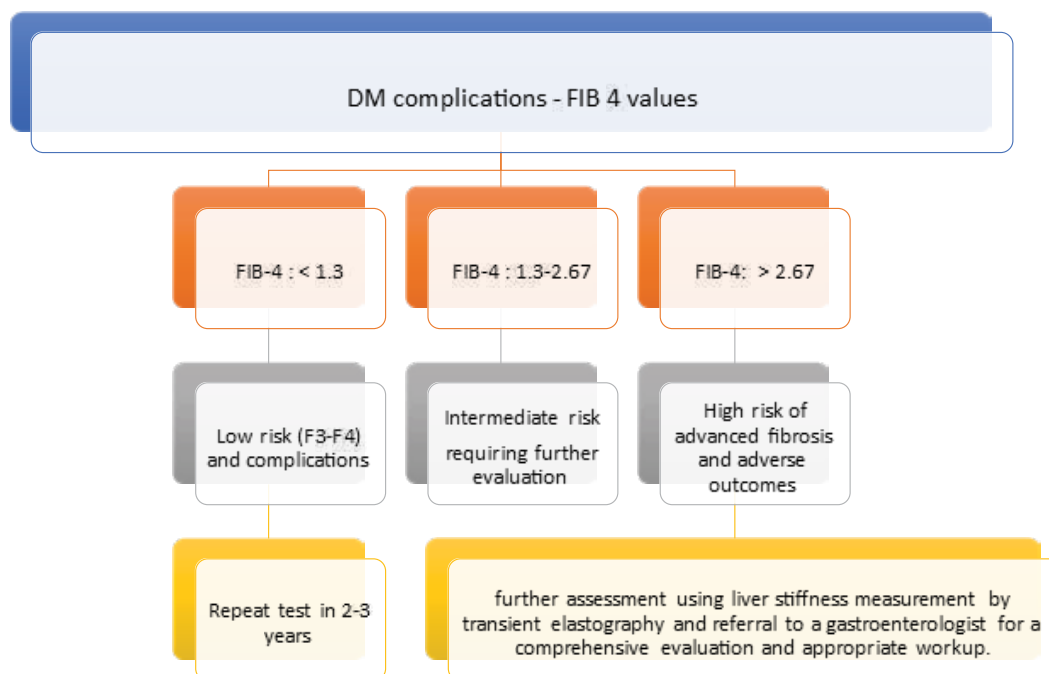 DM complications - FIB 4 values
FIB-4 : < 1.3
FIB-4 : 1.3-2.67
FIB-4: > 2.67
Low risk (F3-F4)
and complications
Intermediate risk
requiring further
evaluation
High risk of
advanced fibrosis
and adverse
outcomes
Repeat test in 2-3
years
further assessment using liver stiffness measurement by
transient elastography and referral to a gastroenterologist for a
comprehensive evaluation and appropriate workup.